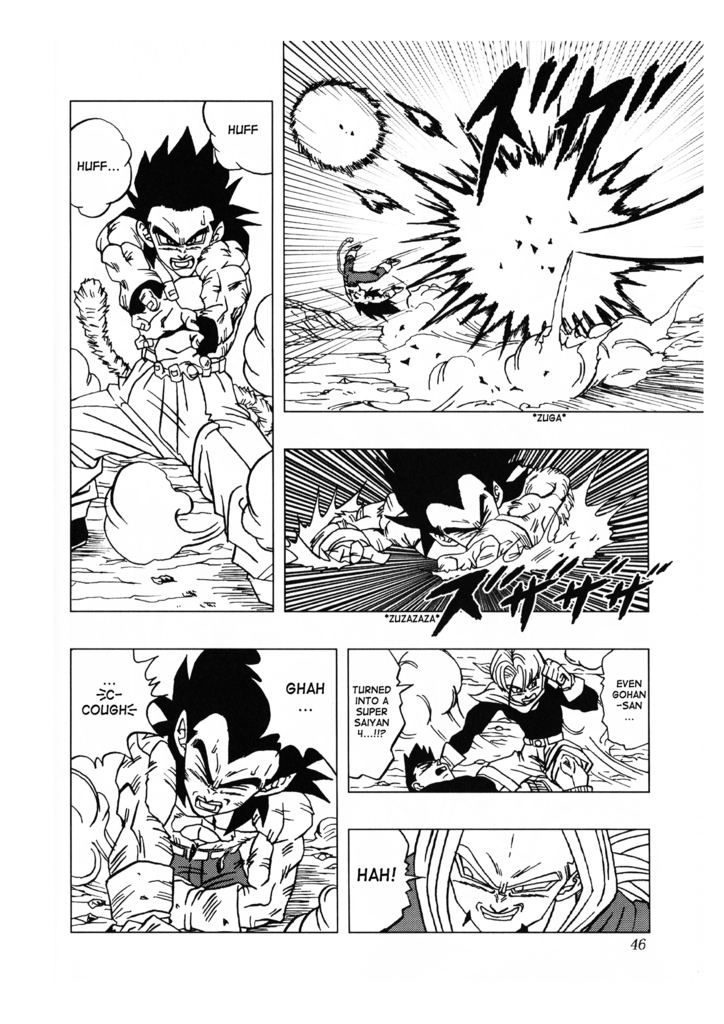 ズガ
*ZUGA*
HUFF
HUFF...
ズザザザ
*ZUZAZAZA*
EVEN
GOHAN
-SAN
...
TURNED
INTO A
SUPER
SAIYAN
4...!!?
GHAH
...
...
C-
COUGH
HAH!
46